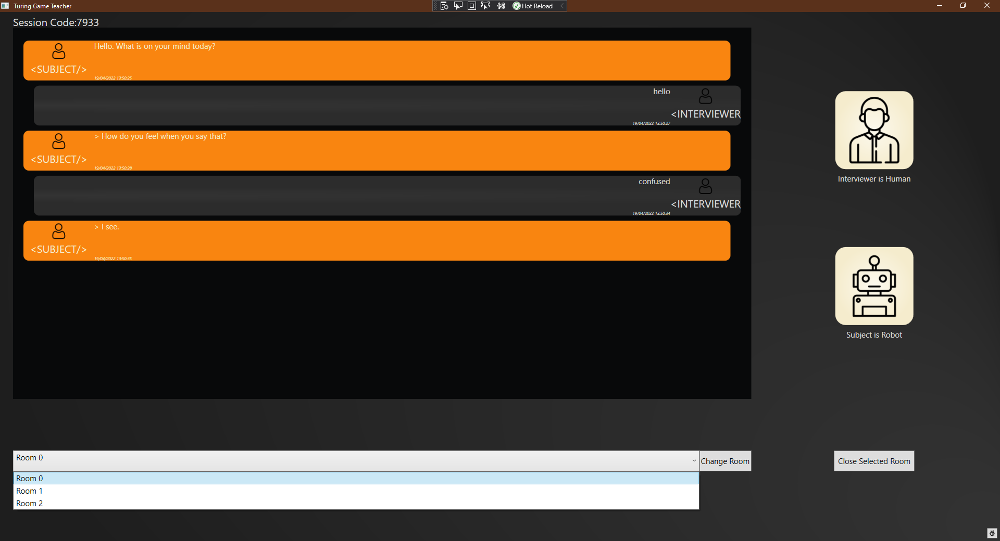 Turing Game Teacher
Hot Reload
Session Code:7933
Hello. What is on your mind today?
<SUBJECT/>
19/04/2022 13:50:25
hello
<INTERVIEWER
19/04/2022 13:50:27
> How do you feel when you say that?
<SUBJECT/>
19/04/2022 13:50:28
confused
<INTERVIEWER
19/04/2022 13:50:34
> I see.
<SUBJECT/>
19/04/2022 13:50:35
Interviewer is Human
Subject is Robot
Room 0
Change Room
Close Selected Room
Room 0
Room 1
Room 2